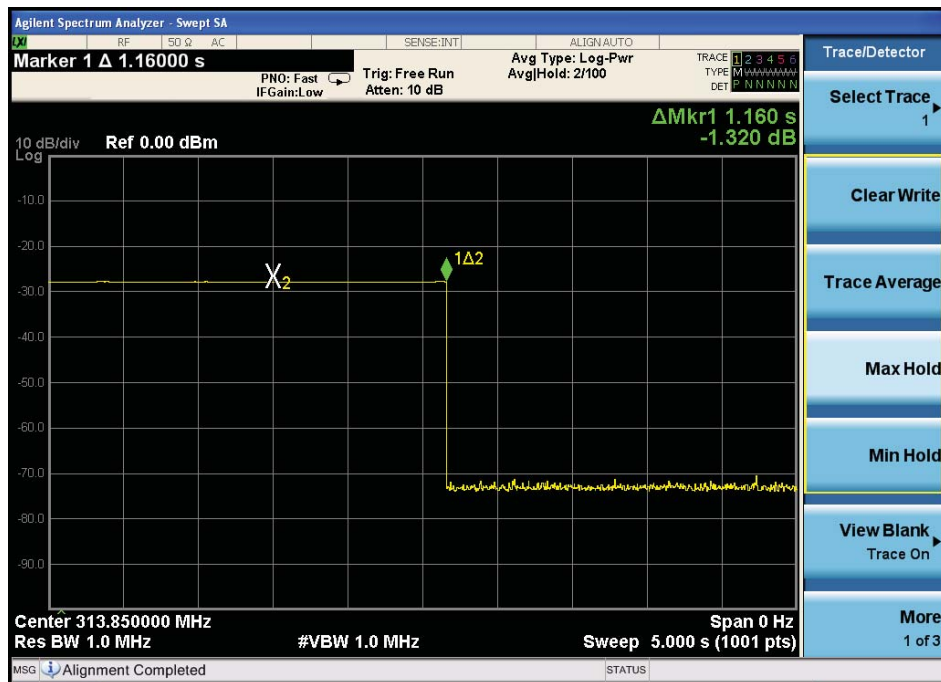 Agilent Spectrum Analyzer - Swept SA
LXI RF 50 Ω AC SENSE:INT ALIGN AUTO
Marker 1 Δ 1.16000 s
PNO: Fast
IFGain:Low
Trig: Free Run
Atten: 10 dB
Avg Type: Log-Pwr
Avg|Hold: 2/100
TRACE 1 2 3 4 5 6
TYPE M
DET P N N N N N
ΔMkr1 1.160 s
-1.320 dB
10 dB/div Ref 0.00 dBm
Log
-10.0
-20.0
-30.0
-40.0
-50.0
-60.0
-70.0
-80.0
-90.0
X2
1Δ2
Center 313.850000 MHz Span 0 Hz
Res BW 1.0 MHz #VBW 1.0 MHz Sweep 5.000 s (1001 pts)
MSG Alignment Completed STATUS
Trace/Detector
Select Trace
1
Clear Write
Trace Average
Max Hold
Min Hold
View Blank
Trace On
More
1 of 3